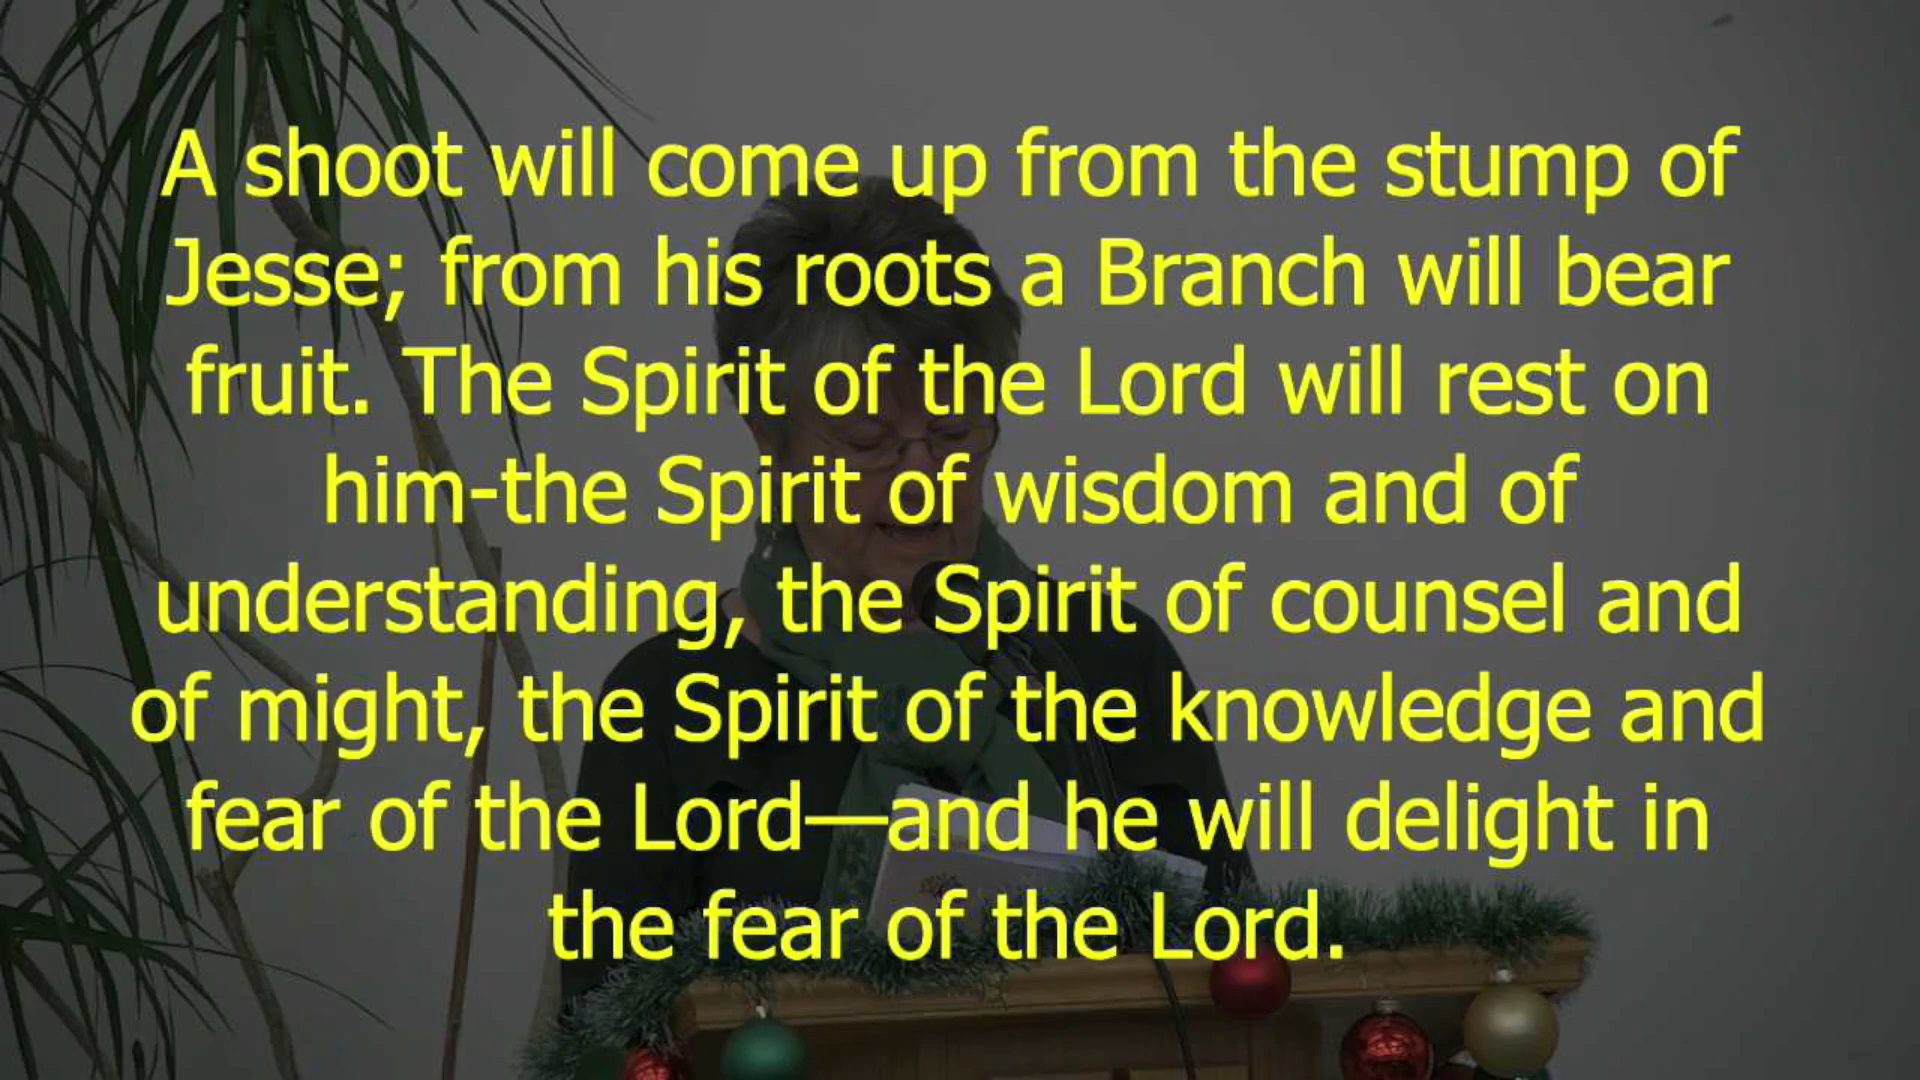 A shoot will come up from the stump of
Jesse; from his roots a Branch will bear
fruit. The Spirit of the Lord will rest on
him-the Spirit of wisdom and of
understanding, the Spirit of counsel and
of might, the Spirit of the knowledge and
fear of the Lord—and he will delight in
the fear of the Lord.